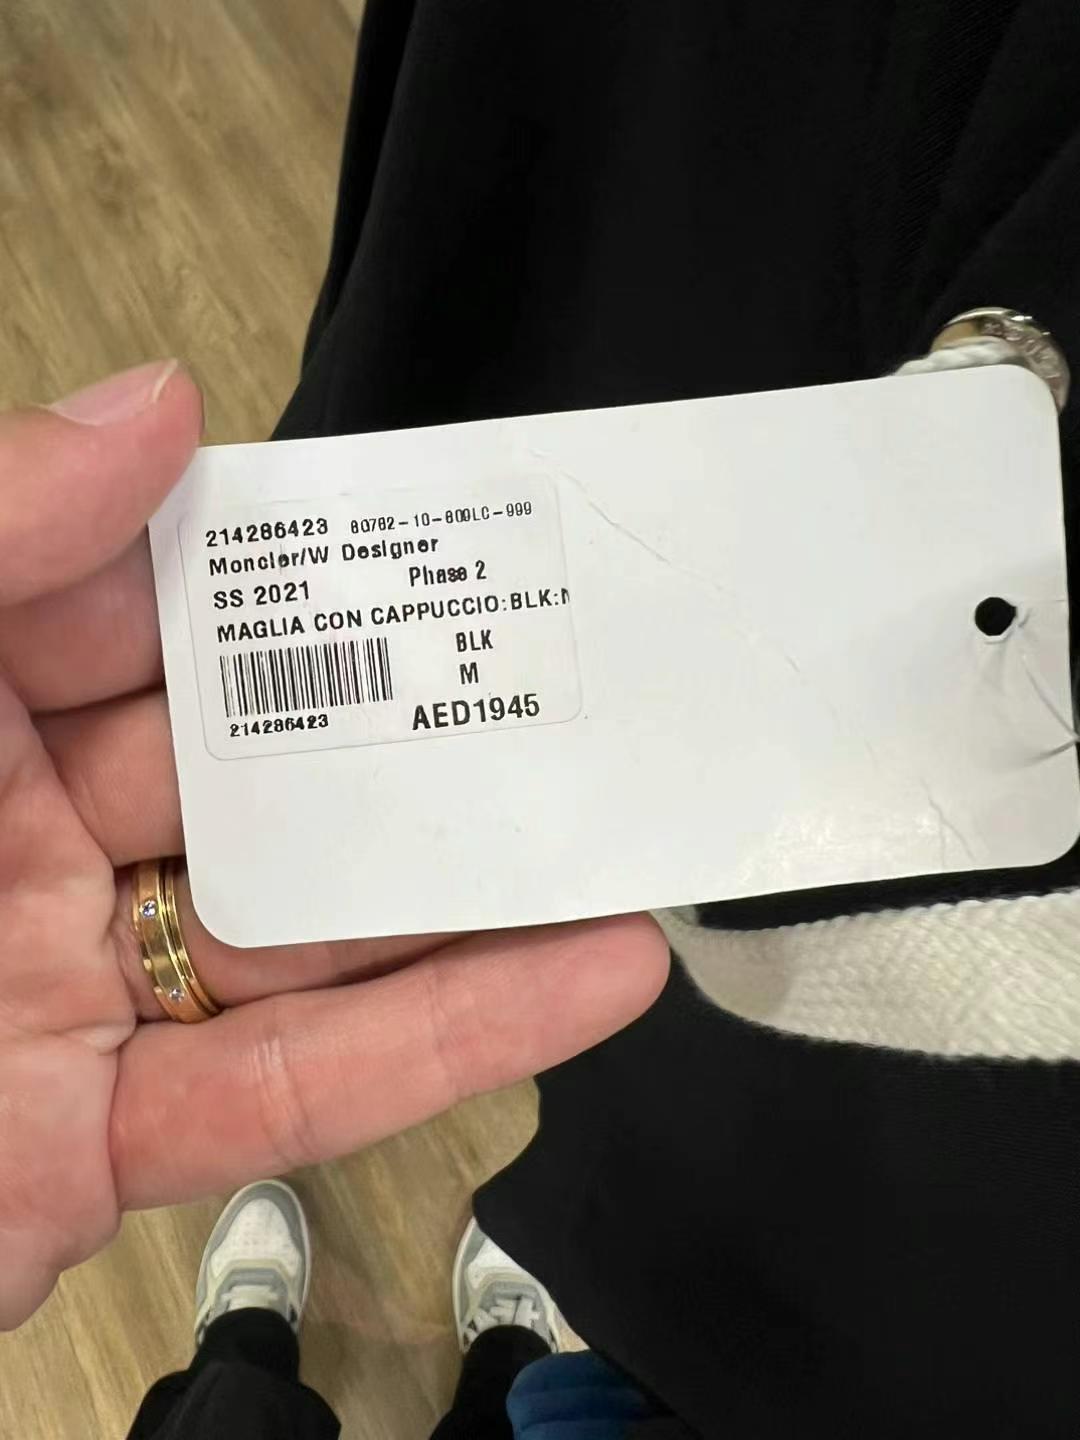 214286423 80782-10-809LC-999
Moncler/W Designer
SS 2021 Phase 2
MAGLIA CON CAPPUCCIO:BLK:M
BLK
M
214286423 AED1945